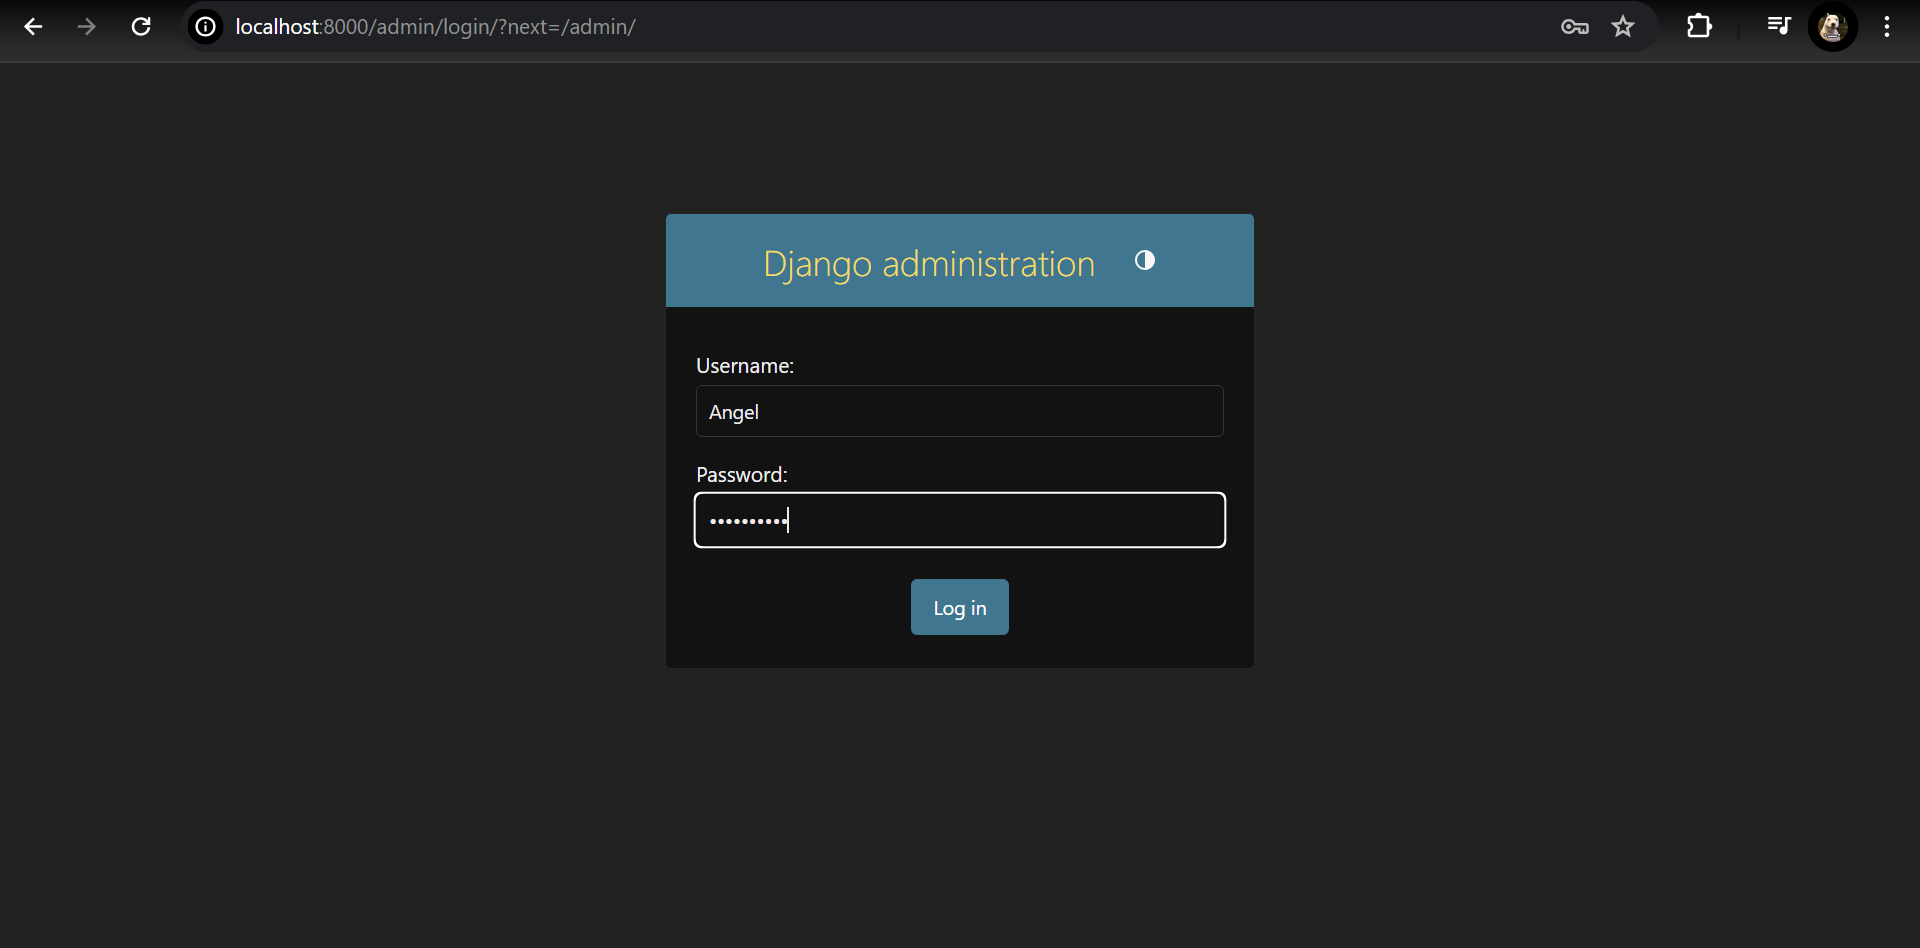 localhost:8000/admin/login/?next=/admin/
Django administration
Username:
Angel
Password:
••••••••••
Log in